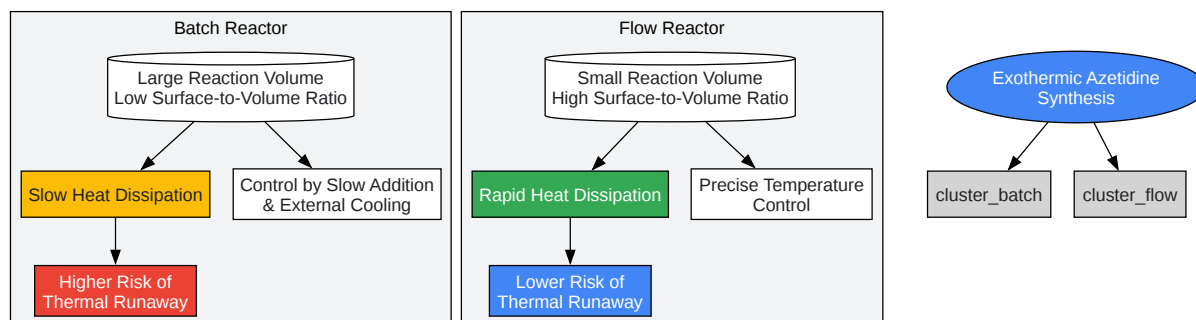 Batch Reactor
Large Reaction Volume
Low Surface-to-Volume Ratio
Slow Heat Dissipation
Control by Slow Addition
& External Cooling
Higher Risk of
Thermal Runaway
Flow Reactor
Small Reaction Volume
High Surface-to-Volume Ratio
Rapid Heat Dissipation
Precise Temperature
Control
Lower Risk of
Thermal Runaway
Exothermic Azetidine
Synthesis
cluster_batch
cluster_flow